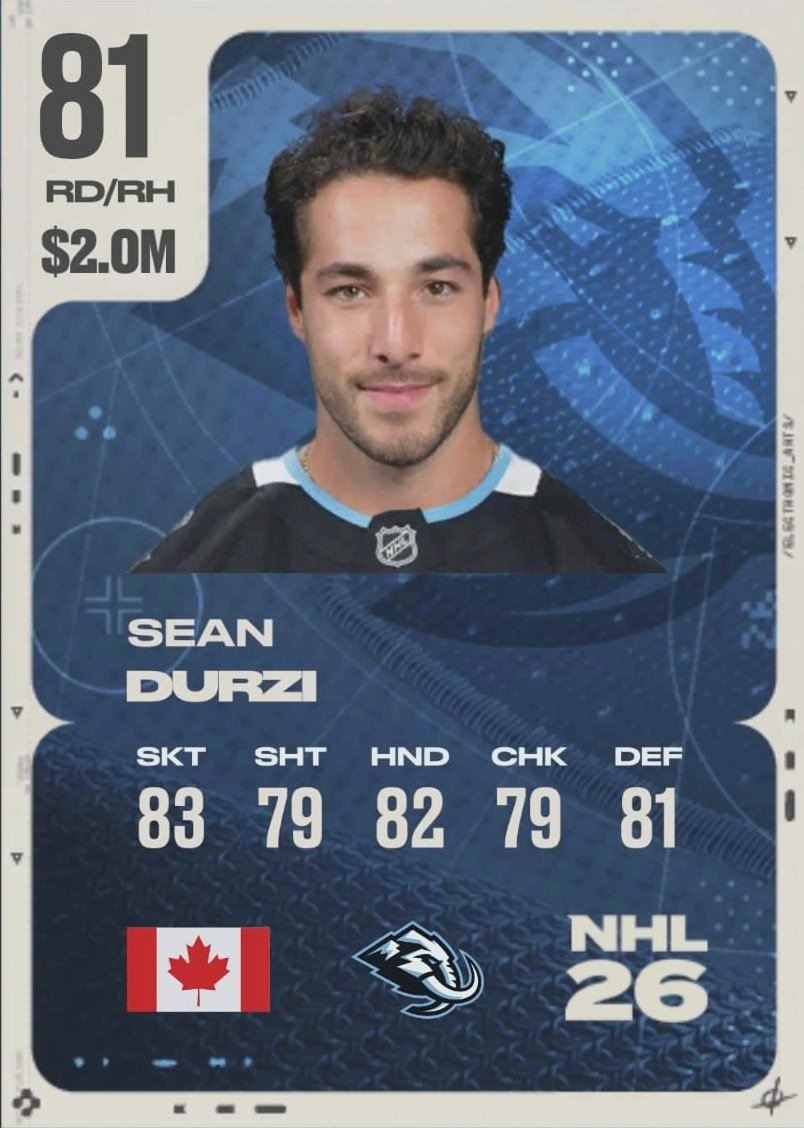 81
RD/RH
$2.0M
NHL
SEAN
DURZI
SKT SHT HND CHK DEF
83 79 82 79 81
NHL
26